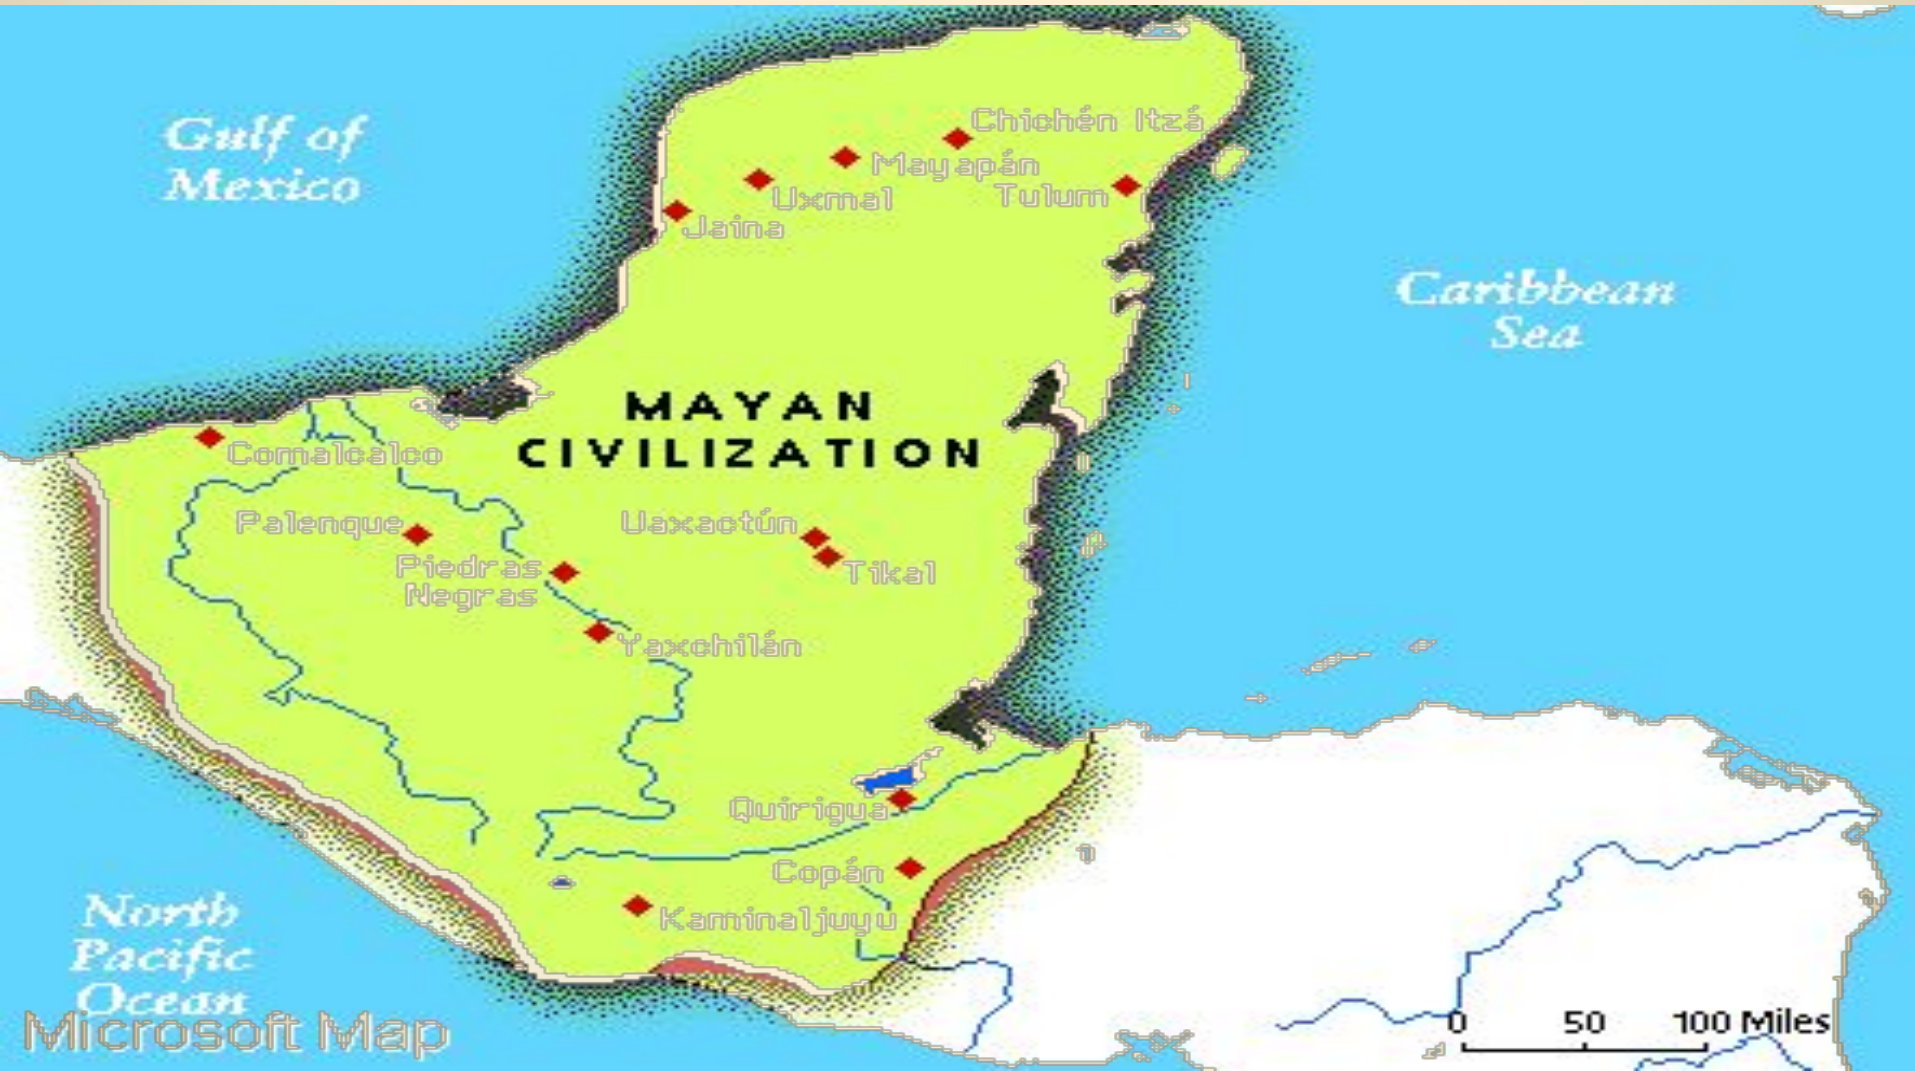 Gulf of
Mexico
Chichén Itzá
Mayapán
Uxmal
Tulum
Jaina
Caribbean
Sea
MAYAN
CIVILIZATION
Comalcalco
Palenque
Uaxactún
Piedras
Negras
Tikal
Yaxchilán
Quirigua
Copán
Kaminaljuyu
North
Pacific
Ocean
Microsoft Map
0 50 100 Miles